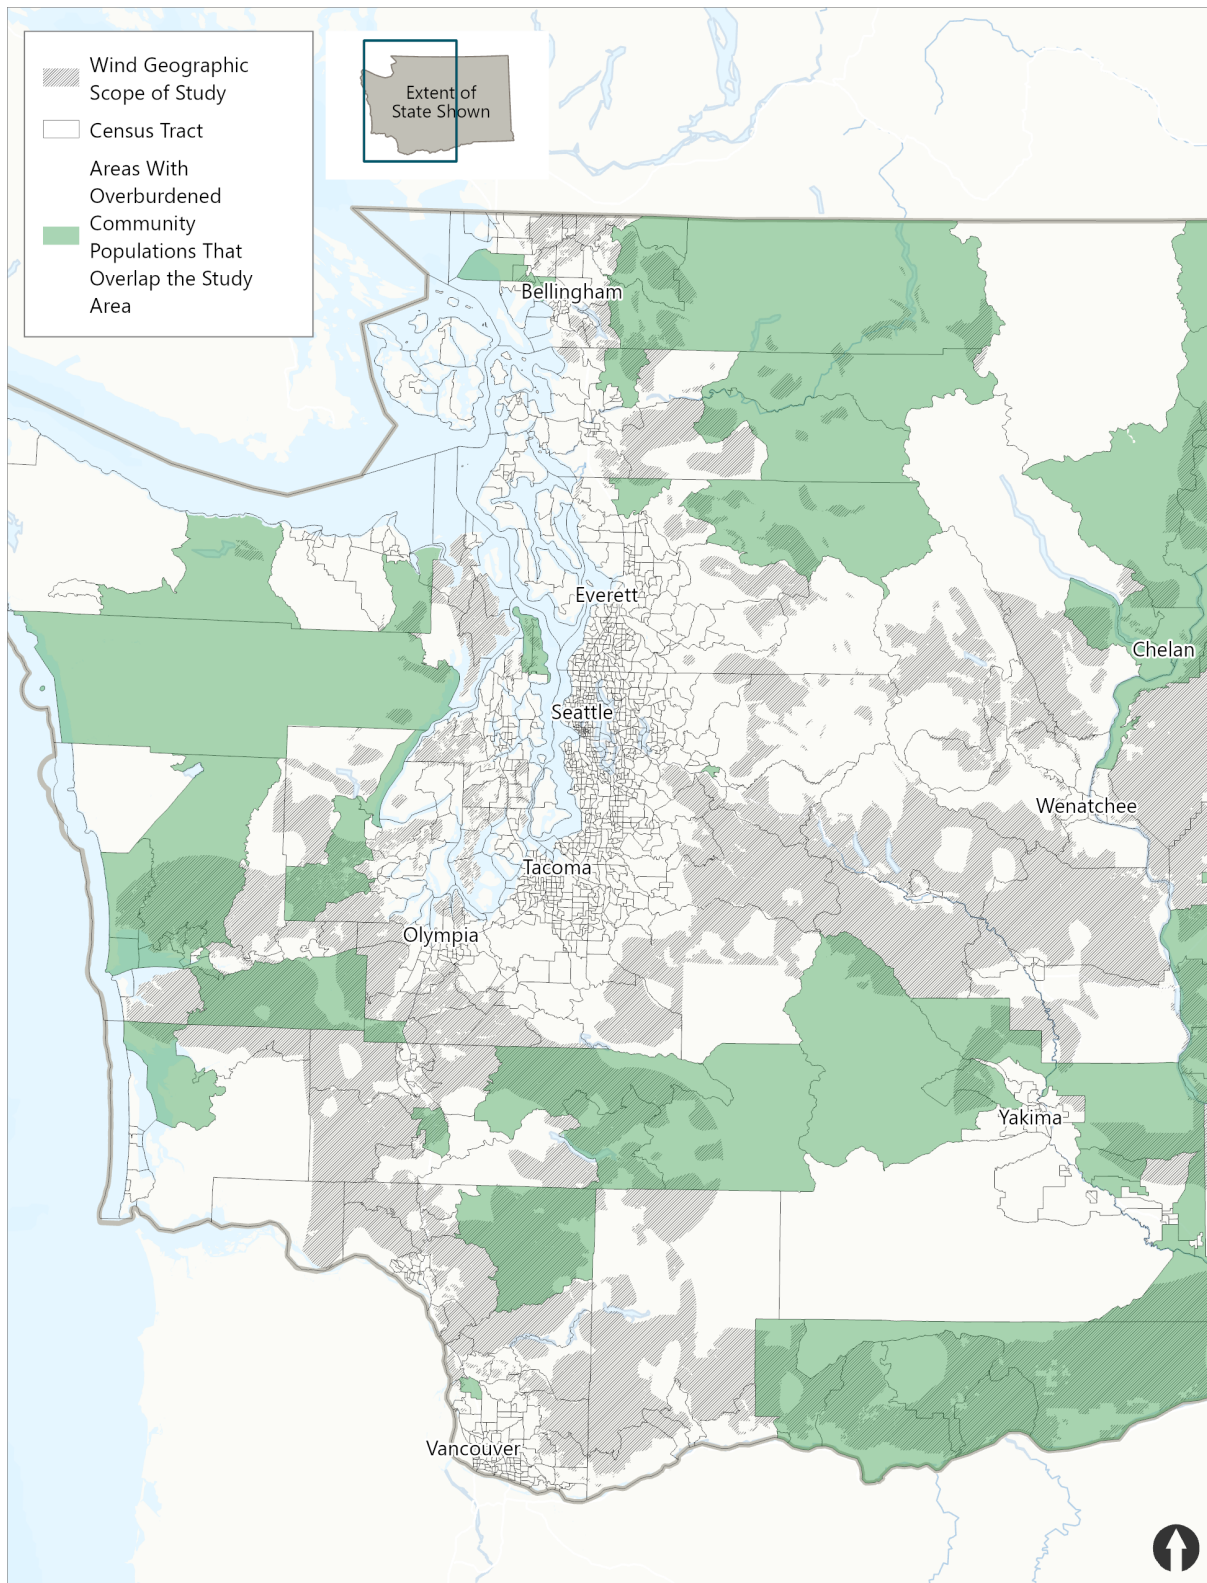 Wind Geographic
Scope of Study
Census Tract
Areas With
Overburdened
Community
Populations That
Overlap the Study
Area
Extent of
State Shown
Bellingham
Everett
Chelan
Seattle
Wenatchee
Tacoma
Olympia
Yakima
Vancouver